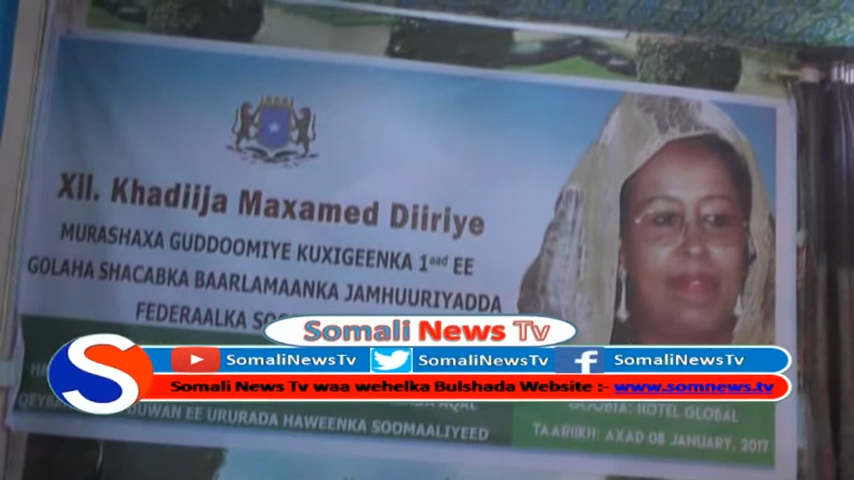 Xil. Khadiija Maxamed Diiriye
MURASHAXA GUDDOOMIYE KUXIGEENKA 1aad EE
GOLAHA SHACABKA BAARLAMAANKA JAMHUURIYADDA
FEDERAALKA
Somali News Tv
SomaliNewsTv
SomaliNewsTv
SomaliNewsTv
S
Somali News Tv waa wehelka Bulshada Website :- www.somnews.tv
AQAL
EE URURADA HAWEENKA SOOMAALIYEED
GOOBTA: HOTEL GLOBAL
TAARIIKH: AXAD 08 JANUARY, 2017